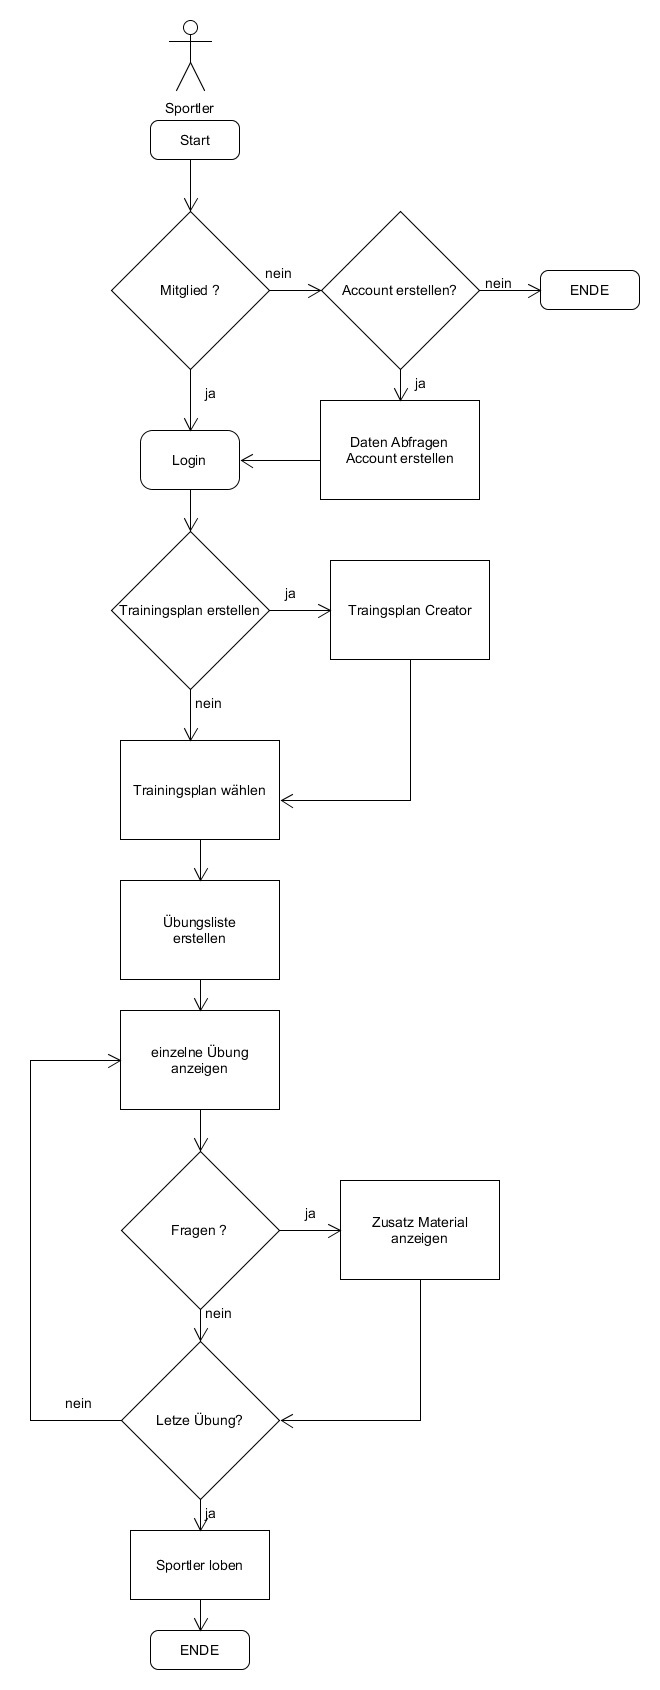 Sportler
Start
Mitglied ?
nein
Account erstellen?
nein
ENDE
ja
ja
Daten Abfragen
Account erstellen
Login
Trainingsplan erstellen
ja
Traingsplan Creator
nein
Trainingsplan wählen
Übungsliste
erstellen
einzelne Übung
anzeigen
Fragen ?
ja
Zusatz Material
anzeigen
nein
Letze Übung?
nein
ja
Sportler loben
ENDE